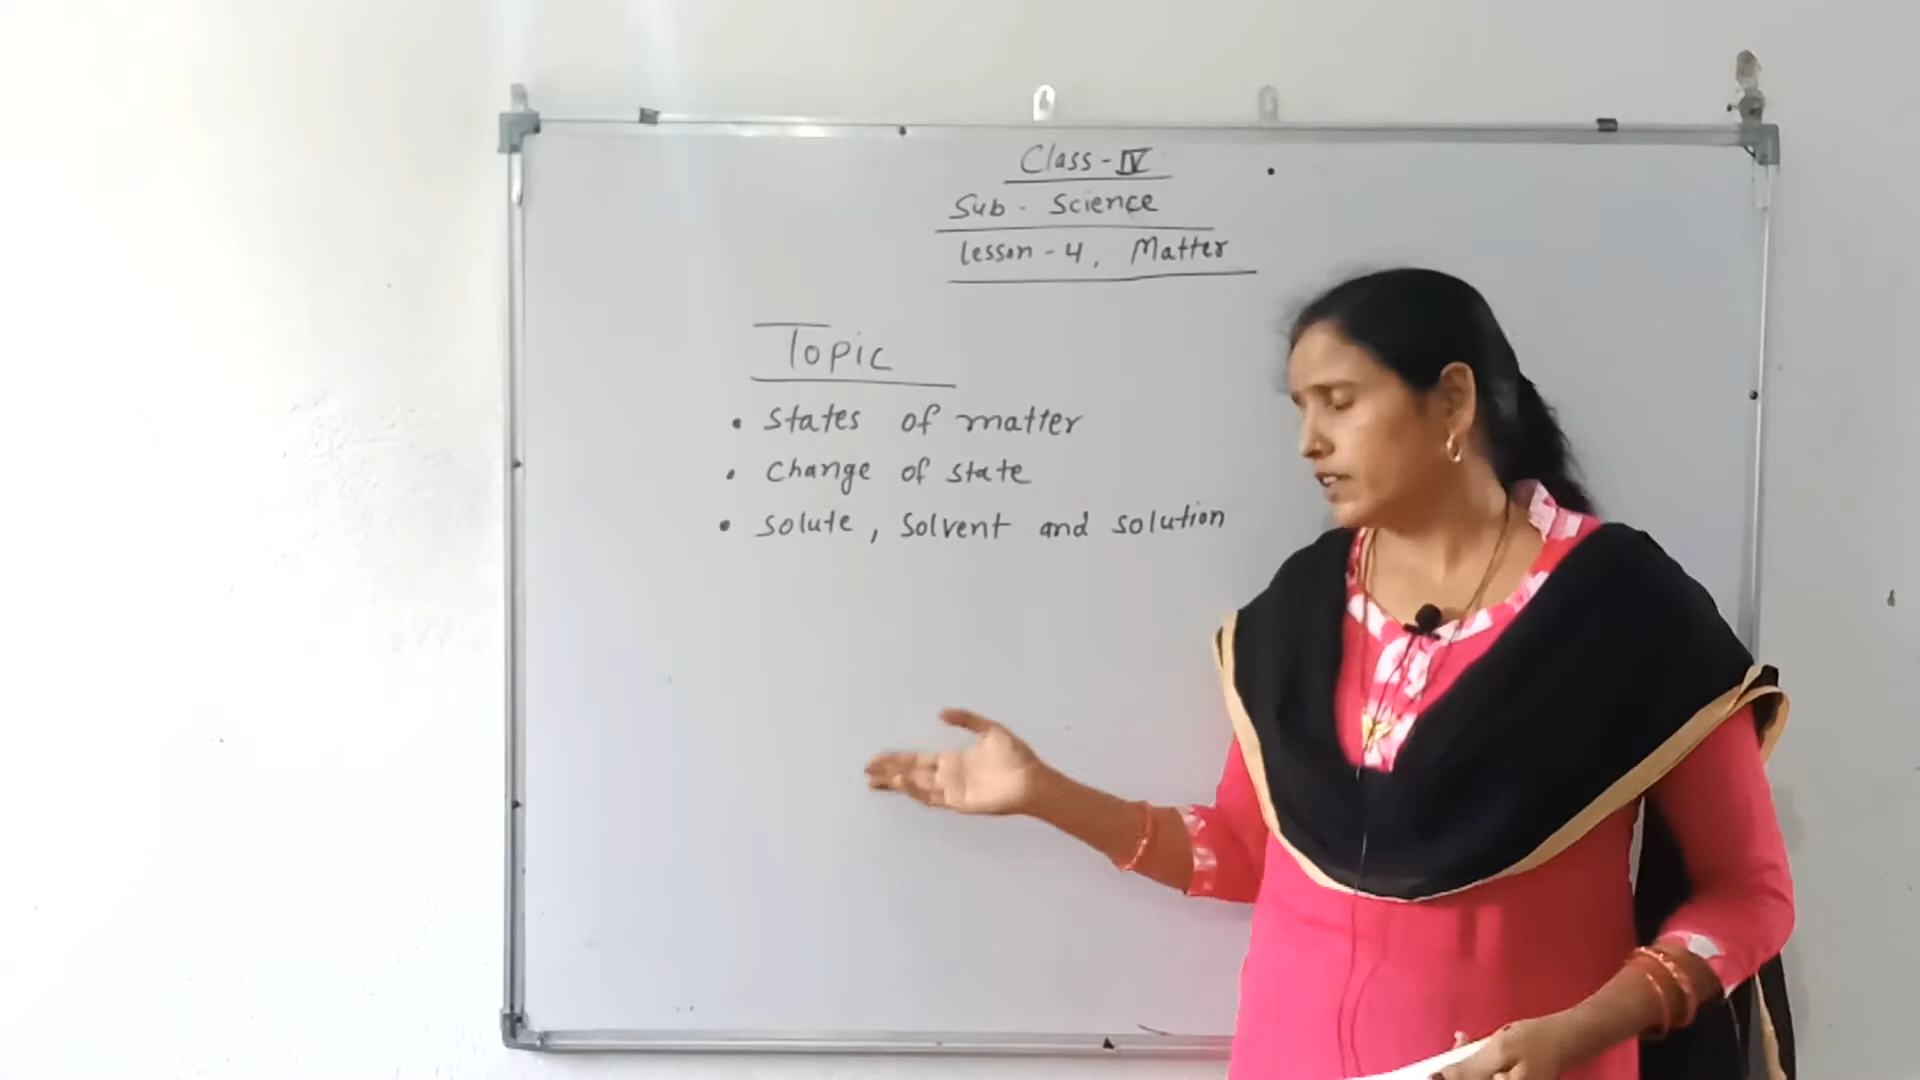 Class - IV
Sub - Science
Lesson - 4, Matter
Topic
• States of matter
• Change of state
• Solute, Solvent and solution